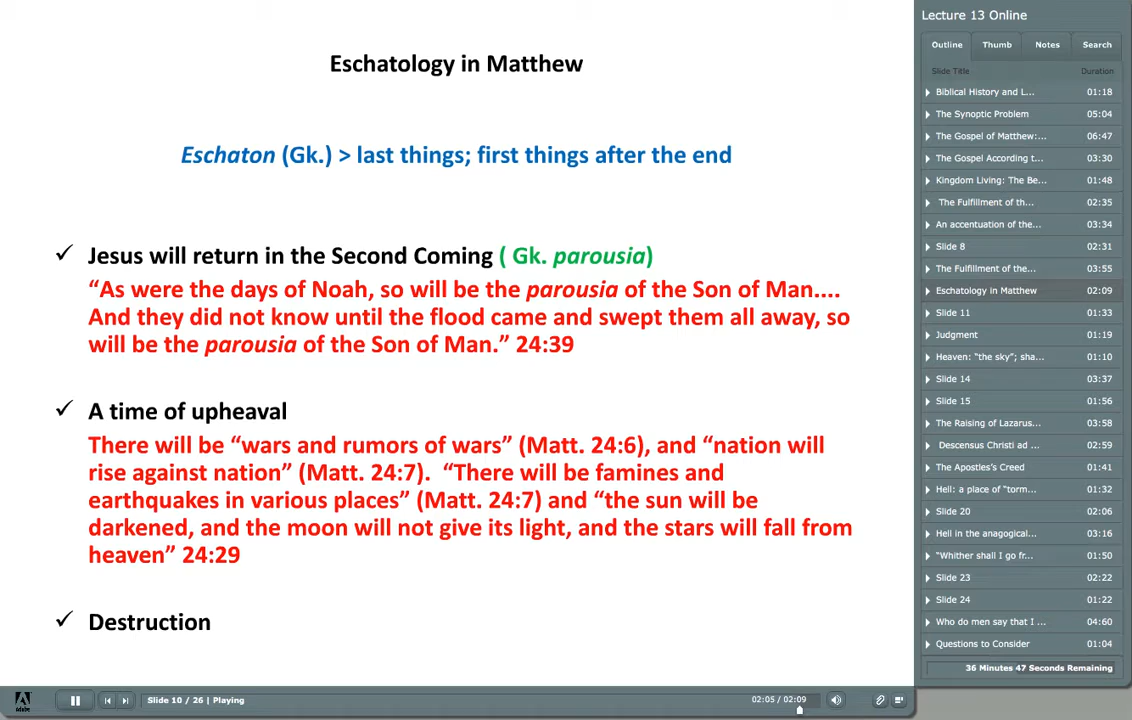 Eschatology in Matthew
Eschaton (Gk.) > last things; first things after the end
✓ Jesus will return in the Second Coming ( Gk. parousia)
“As were the days of Noah, so will be the parousia of the Son of Man....
And they did not know until the flood came and swept them all away, so
will be the parousia of the Son of Man.” 24:39
✓ A time of upheaval
There will be “wars and rumors of wars” (Matt. 24:6), and “nation will
rise against nation” (Matt. 24:7). “There will be famines and
earthquakes in various places” (Matt. 24:7) and “the sun will be
darkened, and the moon will not give its light, and the stars will fall from
heaven” 24:29
✓ Destruction
Lecture 13 Online
Outline Thumb Notes Search
Slide Title Duration
Biblical History and L... 01:18
The Synoptic Problem 05:04
The Gospel of Matthew:... 06:47
The Gospel According t... 03:30
Kingdom Living: The Be... 01:48
The Fulfillment of th... 02:35
An accentuation of the... 03:34
Slide 8 02:31
The Fulfillment of the... 03:55
Eschatology in Matthew 02:09
Slide 11 01:33
Judgment 01:19
Heaven: “the sky”; sha... 01:10
Slide 14 03:37
Slide 15 01:56
The Raising of Lazarus... 03:58
Descensus Christi ad ... 02:59
The Apostles’s Creed 01:41
Hell: a place of “torm... 01:32
Slide 20 02:06
Hell in the anagogical... 03:16
“Whither shall I go fr... 01:50
Slide 23 02:22
Slide 24 01:22
Who do men say that I ... 04:60
Questions to Consider 01:04
36 Minutes 47 Seconds Remaining
Adobe
Slide 10 / 26 | Playing
02:05 / 02:09